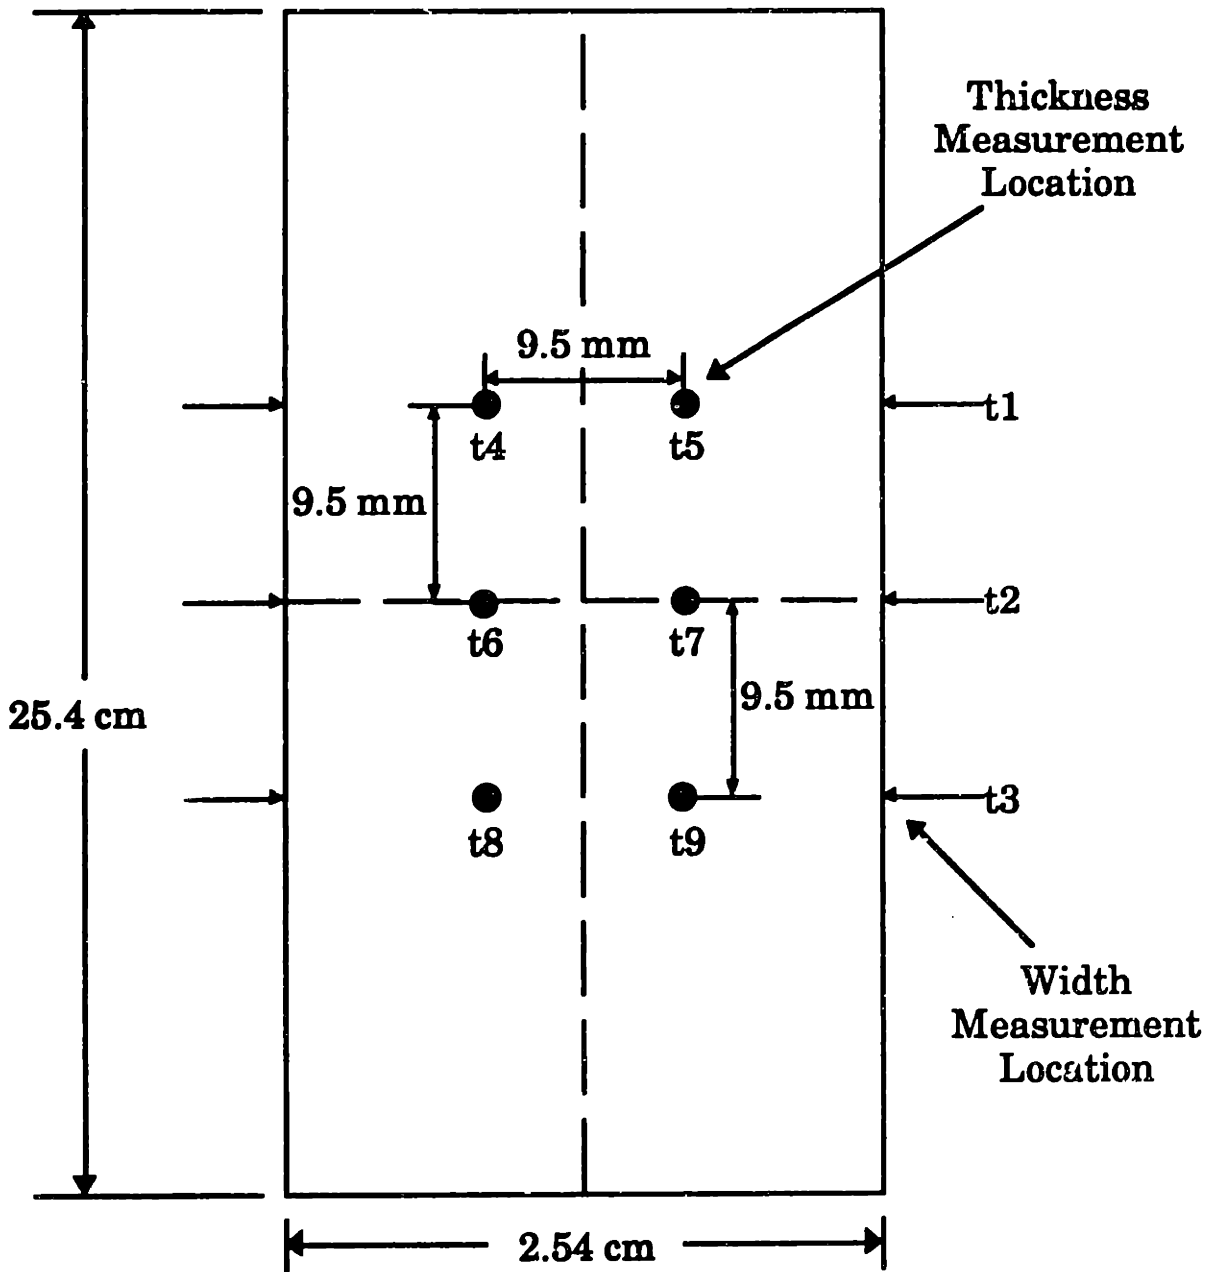 Thickness
Measurement
Location
9.5 mm
t1
t4
t5
9.5 mm
t2
t6
t7
9.5 mm
25.4 cm
t3
t8
t9
Width
Measurement
Location
2.54 cm